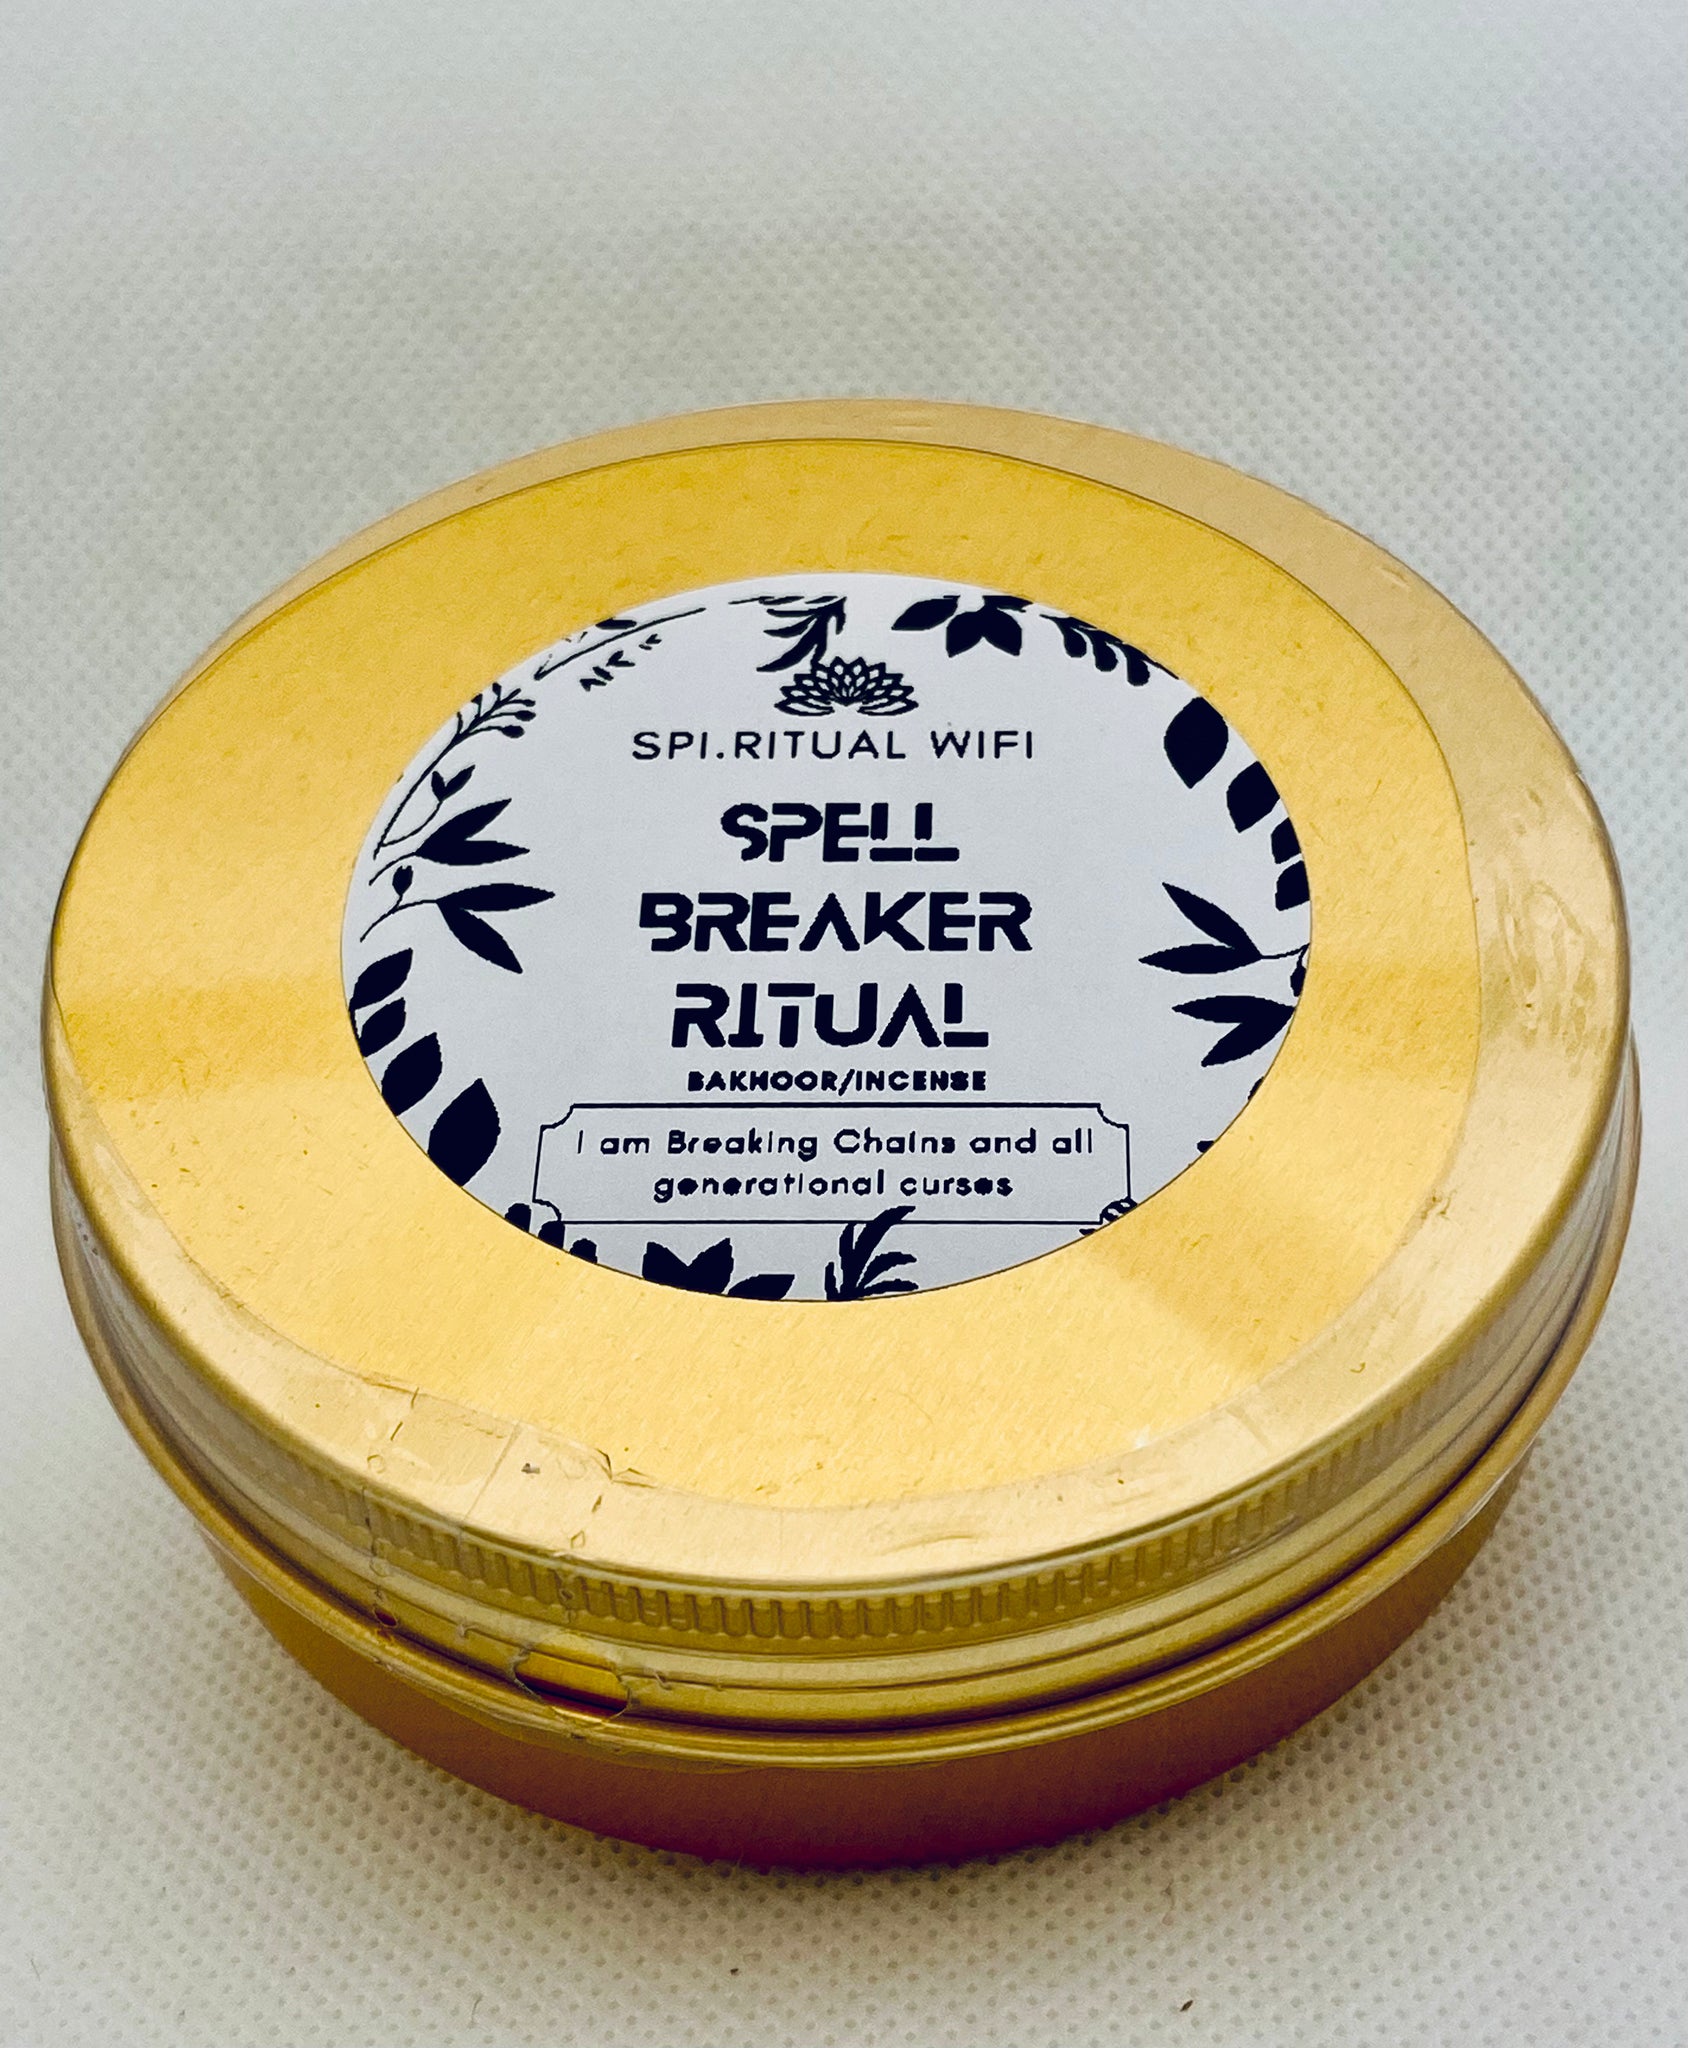 SPI.RITUAL WIFI
SPELL
BREAKER
RITUAL
BAKHOOR/INCENSE
I am Breaking Chains and all
generational curses